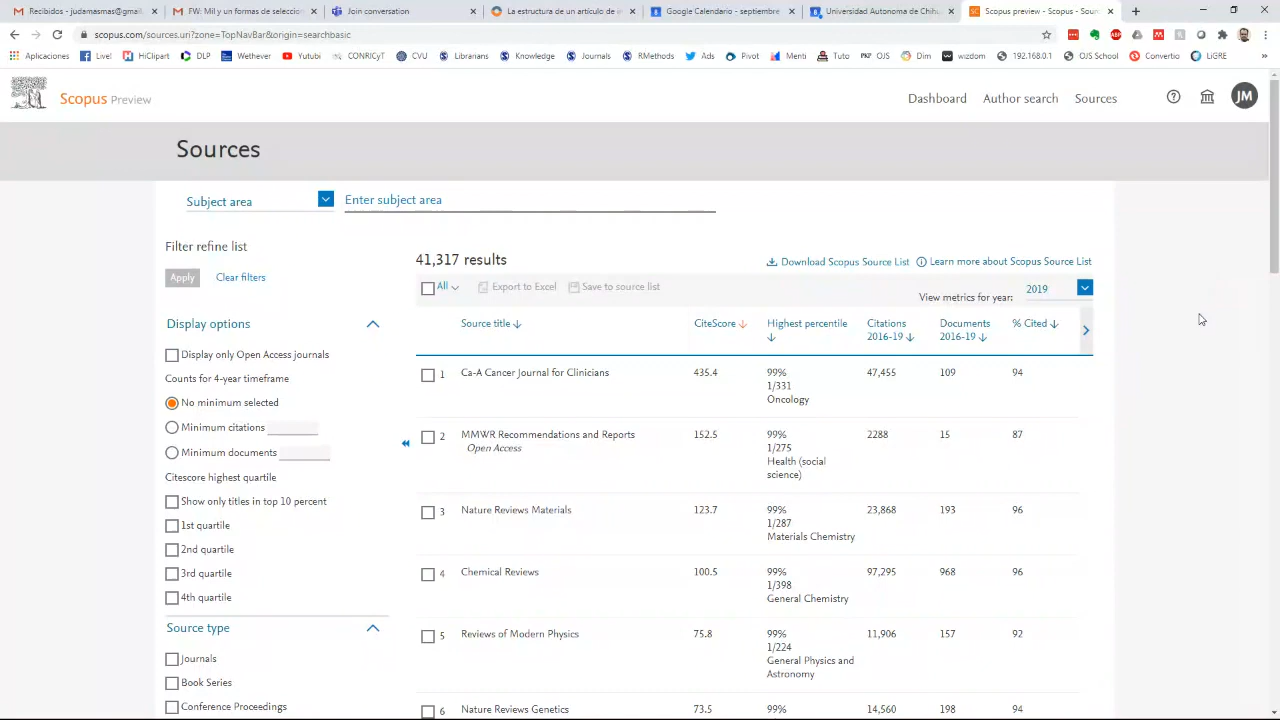 Recibidos - judamasmas@gmail.
FW: Mil y un formas de selecció
Join conversation
La estructura de un artículo de ir
Google Calendario - septiembre
Universidad Autonoma de Chihu
Scopus preview - Scopus - Sour
scopus.com/sources.uri?zone=TopNavBar&origin=searchbasic
Aplicaciones
Live!
HiClipart
DLP
Wethever
Yutubi
CONRICyT
CVU
Librarians
Knowledge
Journals
RMethods
Ads
Pivot
Menti
Tuto
OJS
Dim
wizdom
192.168.0.1
OJS School
Convertio
LiGRE
Scopus Preview
Dashboard
Author search
Sources
JM
Sources
Subject area
Enter subject area
Filter refine list
41,317 results
Download Scopus Source List
Learn more about Scopus Source List
Apply
Clear filters
All
Export to Excel
Save to source list
View metrics for year:
2019
Display options
Display only Open Access journals
Counts for 4-year timeframe
No minimum selected
Minimum citations
Minimum documents
Citescore highest quartile
Show only titles in top 10 percent
1st quartile
2nd quartile
3rd quartile
4th quartile
Source type
Journals
Book Series
Conference Proceedings
Source title
CiteScore
Highest percentile
Citations
2016-19
Documents
2016-19
% Cited
1 Ca-A Cancer Journal for Clinicians 435.4 99% 47,455 109 94
1/331
Oncology
2 MMWR Recommendations and Reports 152.5 99% 2288 15 87
Open Access 1/275
Health (social
science)
3 Nature Reviews Materials 123.7 99% 23,868 193 96
1/287
Materials Chemistry
4 Chemical Reviews 100.5 99% 97,295 968 96
1/398
General Chemistry
5 Reviews of Modern Physics 75.8 99% 11,906 157 92
1/224
General Physics and
Astronomy
6 Nature Reviews Genetics 73.5 99% 14,560 198 94